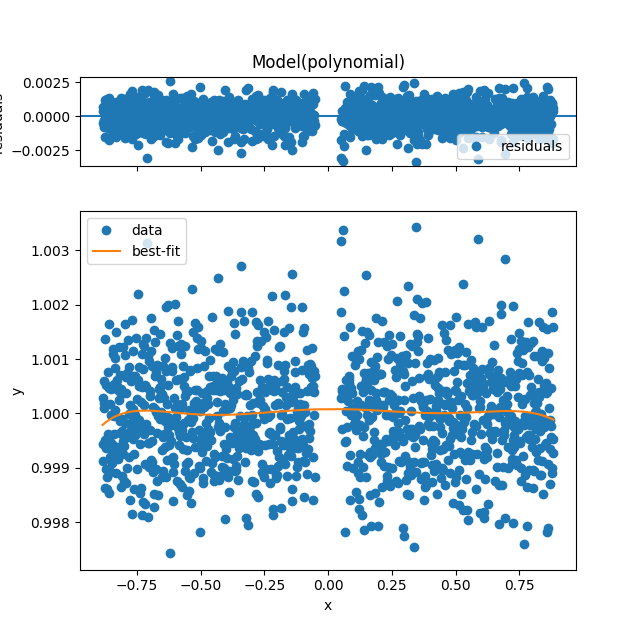 Model(polynomial)
0.0025
0.0000
−0.0025
residuals
residuals
data
best-fit
1.003
1.002
1.001
1.000
0.999
0.998
y
−0.75
−0.50
−0.25
0.00
0.25
0.50
0.75
x